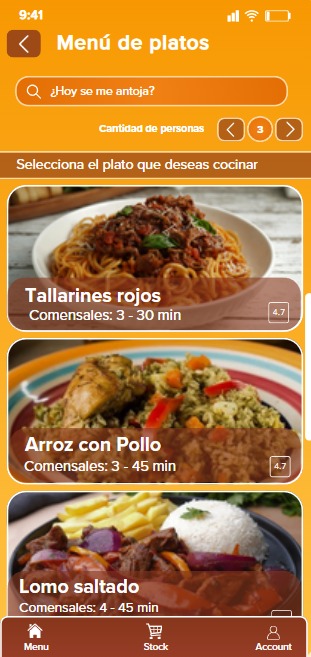 9:41
Menú de platos
¿Hoy se me antoja?
Cantidad de personas
3
Selecciona el plato que deseas cocinar
Tallarines rojos
Comensales: 3 - 30 min
4.7
Arroz con Pollo
Comensales: 3 - 45 min
4.7
Lomo saltado
Comensales: 4 - 45 min
Menu
Stock
Account